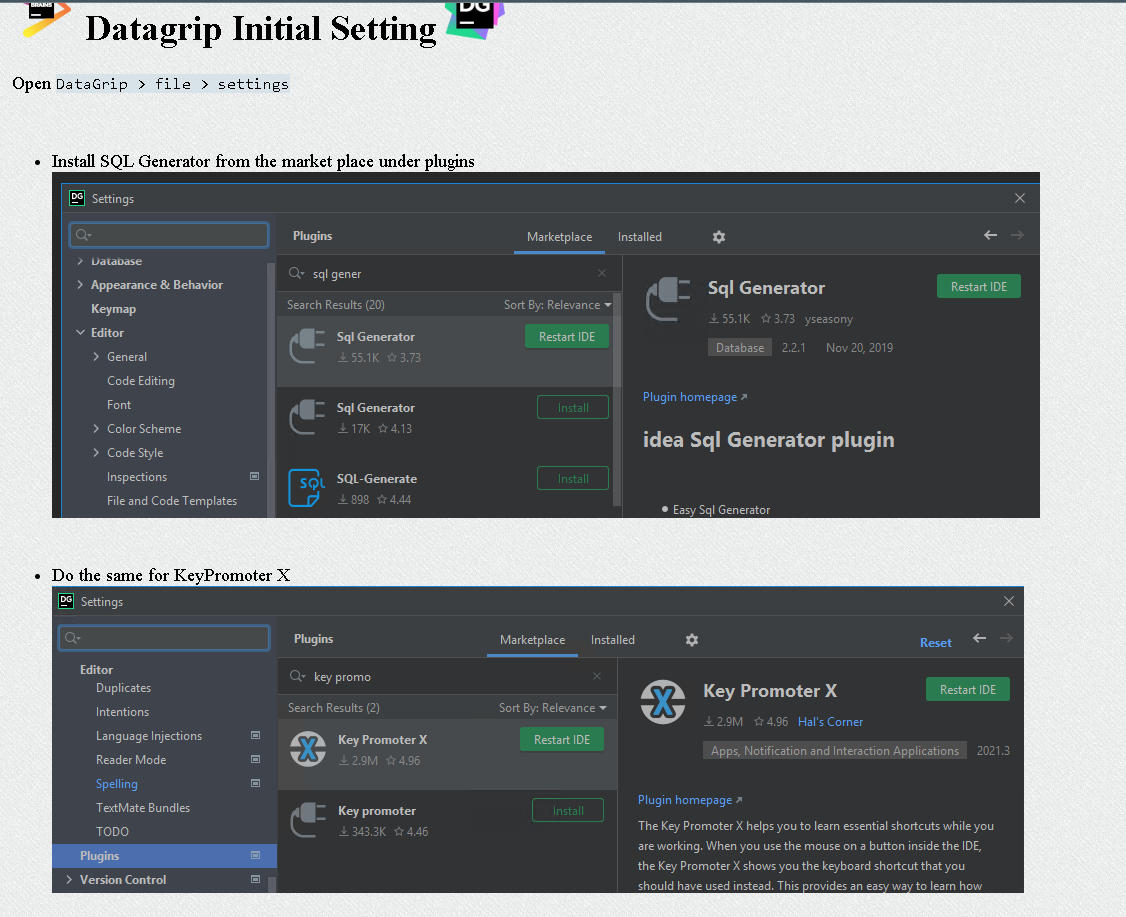 BRAINS
Datagrip Initial Setting
DG
Open DataGrip > file > settings
Install SQL Generator from the market place under plugins
DG Settings
Plugins Marketplace Installed
Database
Appearance & Behavior
Keymap
Editor
General
Code Editing
Font
Color Scheme
Code Style
Inspections
File and Code Templates
sql gener
Search Results (20) Sort By: Relevance
Sql Generator Restart IDE
55.1K 3.73
Sql Generator Install
17K 4.13
SQL SQL-Generate Install
898 4.44
Sql Generator Restart IDE
55.1K 3.73 yseasony
Database 2.2.1 Nov 20, 2019
Plugin homepage
idea Sql Generator plugin
Easy Sql Generator
Do the same for KeyPromoter X
DG Settings
Plugins Marketplace Installed Reset
Editor
Duplicates
Intentions
Language Injections
Reader Mode
Spelling
TextMate Bundles
TODO
Plugins
Version Control
key promo
Search Results (2) Sort By: Relevance
Key Promoter X Restart IDE
2.9M 4.96
Key promoter Install
343.3K 4.46
Key Promoter X Restart IDE
2.9M 4.96 Hal's Corner
Apps, Notification and Interaction Applications 2021.3
Plugin homepage
The Key Promoter X helps you to learn essential shortcuts while you
are working. When you use the mouse on a button inside the IDE,
the Key Promoter X shows you the keyboard shortcut that you
should have used instead. This provides an easy way to learn how